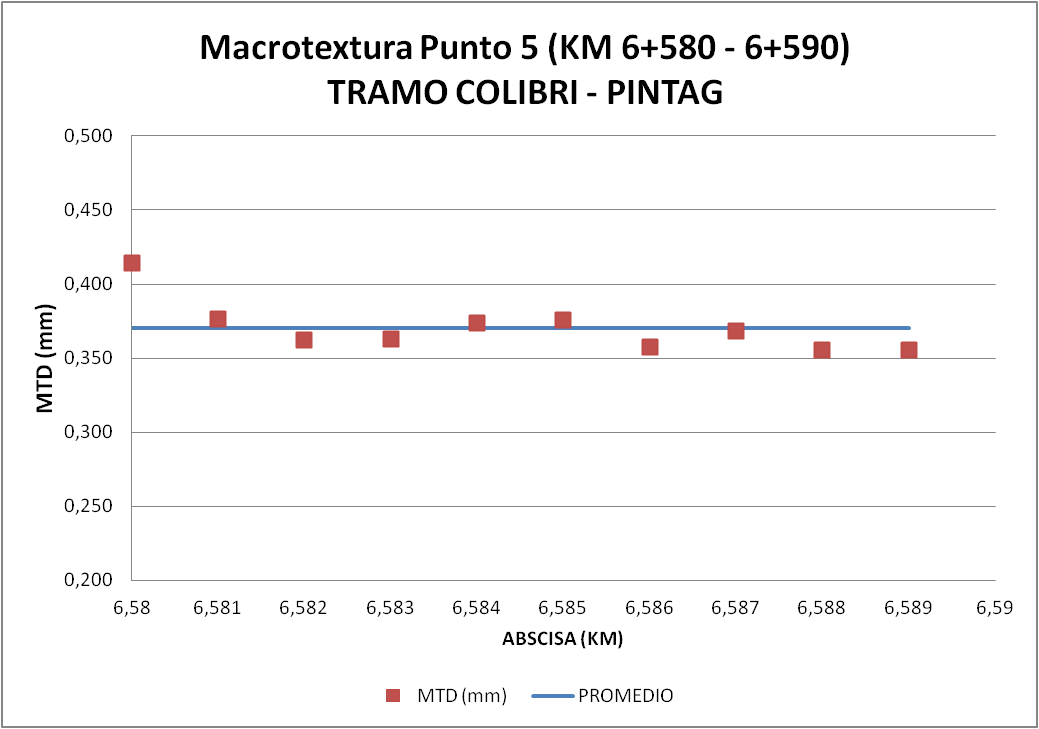 Macrotextura Punto 5 (KM 6+580 - 6+590)
TRAMO COLIBRI - PINTAG
0,500
0,450
0,400
0,350
0,300
0,250
0,200
MTD (mm)
6,58 6,581 6,582 6,583 6,584 6,585 6,586 6,587 6,588 6,589 6,59
ABSCISA (KM)
MTD (mm) PROMEDIO